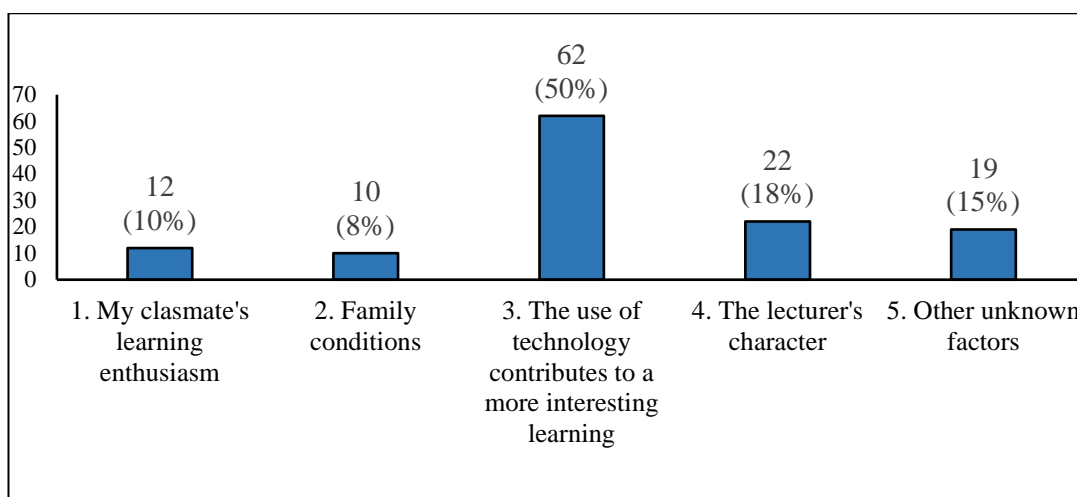 62
(50%)
70
60
50
40
30
20
10
0
12
(10%)
10
(8%)
22
(18%)
19
(15%)
1. My clasmate's
learning
enthusiasm
2. Family
conditions
3. The use of
technology
contributes to a
more interesting
learning
4. The lecturer's
character
5. Other unknown
factors